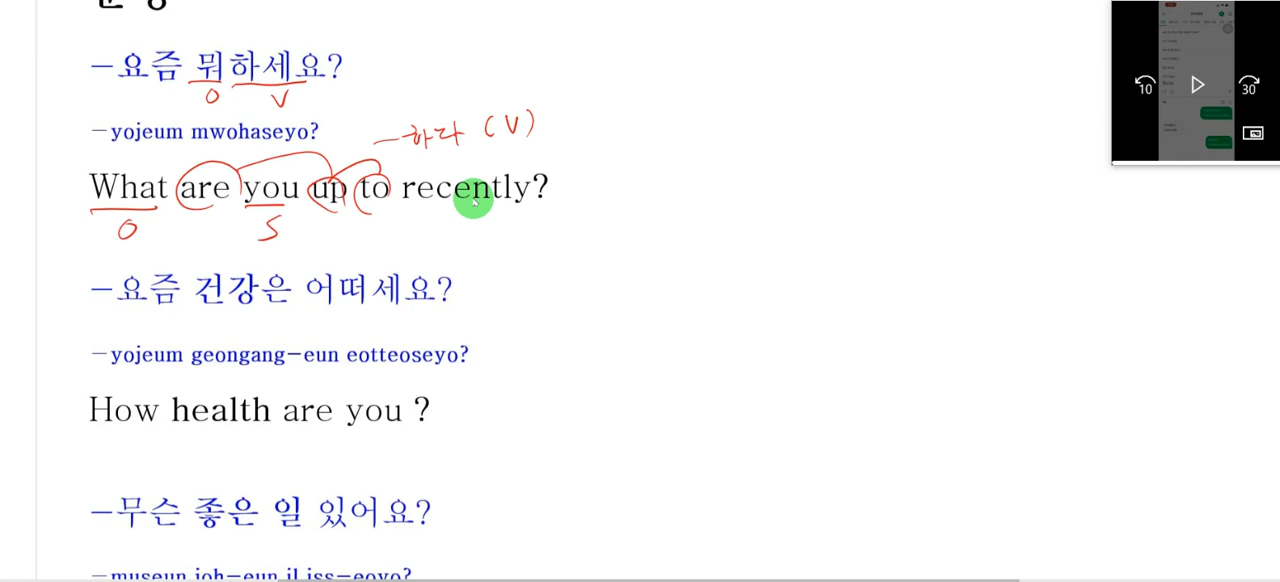 -요즘 뭐하세요?
O V
-yojeum mwohaseyo?
-하다 (V)
What are you up to recently?
O S
-요즘 건강은 어떠세요?
-yojeum geongang-eun eotteoseyo?
How health are you ?
-무슨 좋은 일 있어요?
-museun joh-eun il iss-eoyo?
10
30